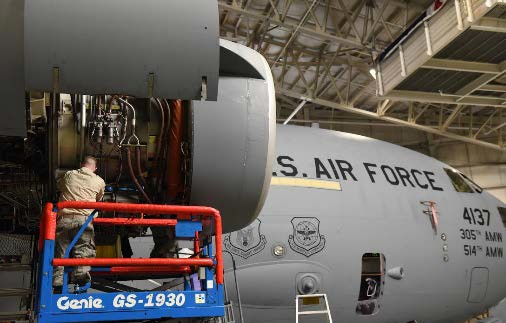 U.S. AIR FORCE
4137
305TH AMW
514TH AMW
Genie GS-1930